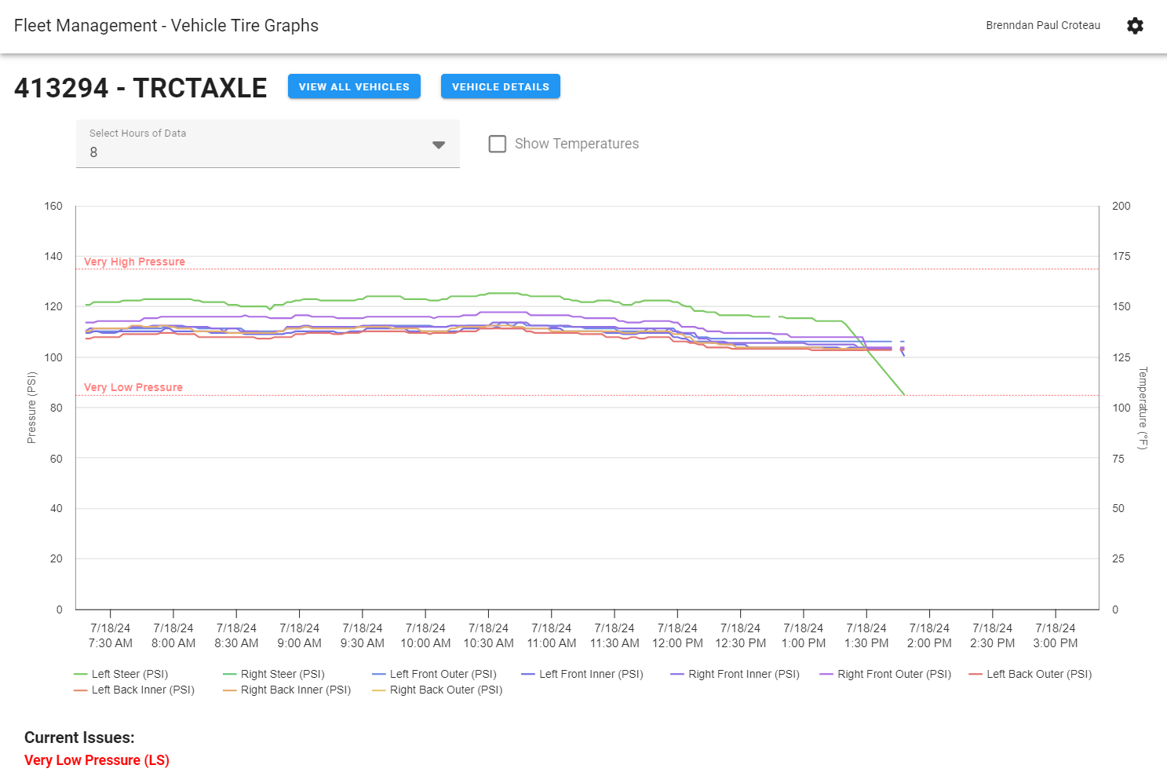 Fleet Management - Vehicle Tire Graphs
Brenndan Paul Croteau
413294 - TRCTAXLE
VIEW ALL VEHICLES
VEHICLE DETAILS
Select Hours of Data
8
Show Temperatures
160
140
120
100
80
60
40
20
0
Pressure (PSI)
Very High Pressure
Very Low Pressure
200
175
150
125
100
75
50
25
0
Temperature (°F)
7/18/24 7/18/24 7/18/24 7/18/24 7/18/24 7/18/24 7/18/24 7/18/24 7/18/24 7/18/24 7/18/24 7/18/24 7/18/24 7/18/24 7/18/24 7/18/24
7:30 AM 8:00 AM 8:30 AM 9:00 AM 9:30 AM 10:00 AM 10:30 AM 11:00 AM 11:30 AM 12:00 PM 12:30 PM 1:00 PM 1:30 PM 2:00 PM 2:30 PM 3:00 PM
Left Steer (PSI) Right Steer (PSI) Left Front Outer (PSI) Left Front Inner (PSI) Right Front Inner (PSI) Right Front Outer (PSI) Left Back Outer (PSI)
Left Back Inner (PSI) Right Back Inner (PSI) Right Back Outer (PSI)
Current Issues:
Very Low Pressure (LS)